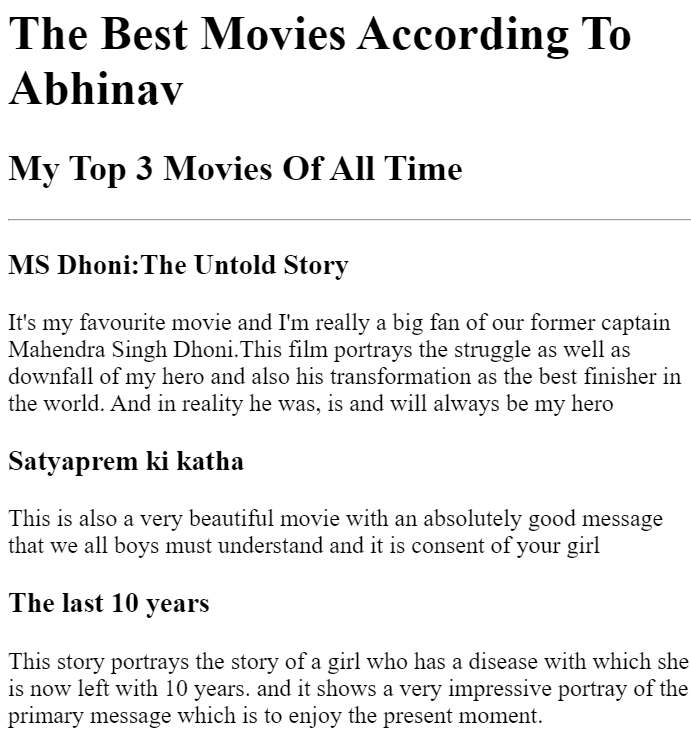 The Best Movies According To
Abhinav
My Top 3 Movies Of All Time
MS Dhoni:The Untold Story
It's my favourite movie and I'm really a big fan of our former captain
Mahendra Singh Dhoni.This film portrays the struggle as well as
downfall of my hero and also his transformation as the best finisher in
the world. And in reality he was, is and will always be my hero
Satyaprem ki katha
This is also a very beautiful movie with an absolutely good message
that we all boys must understand and it is consent of your girl
The last 10 years
This story portrays the story of a girl who has a disease with which she
is now left with 10 years. and it shows a very impressive portray of the
primary message which is to enjoy the present moment.